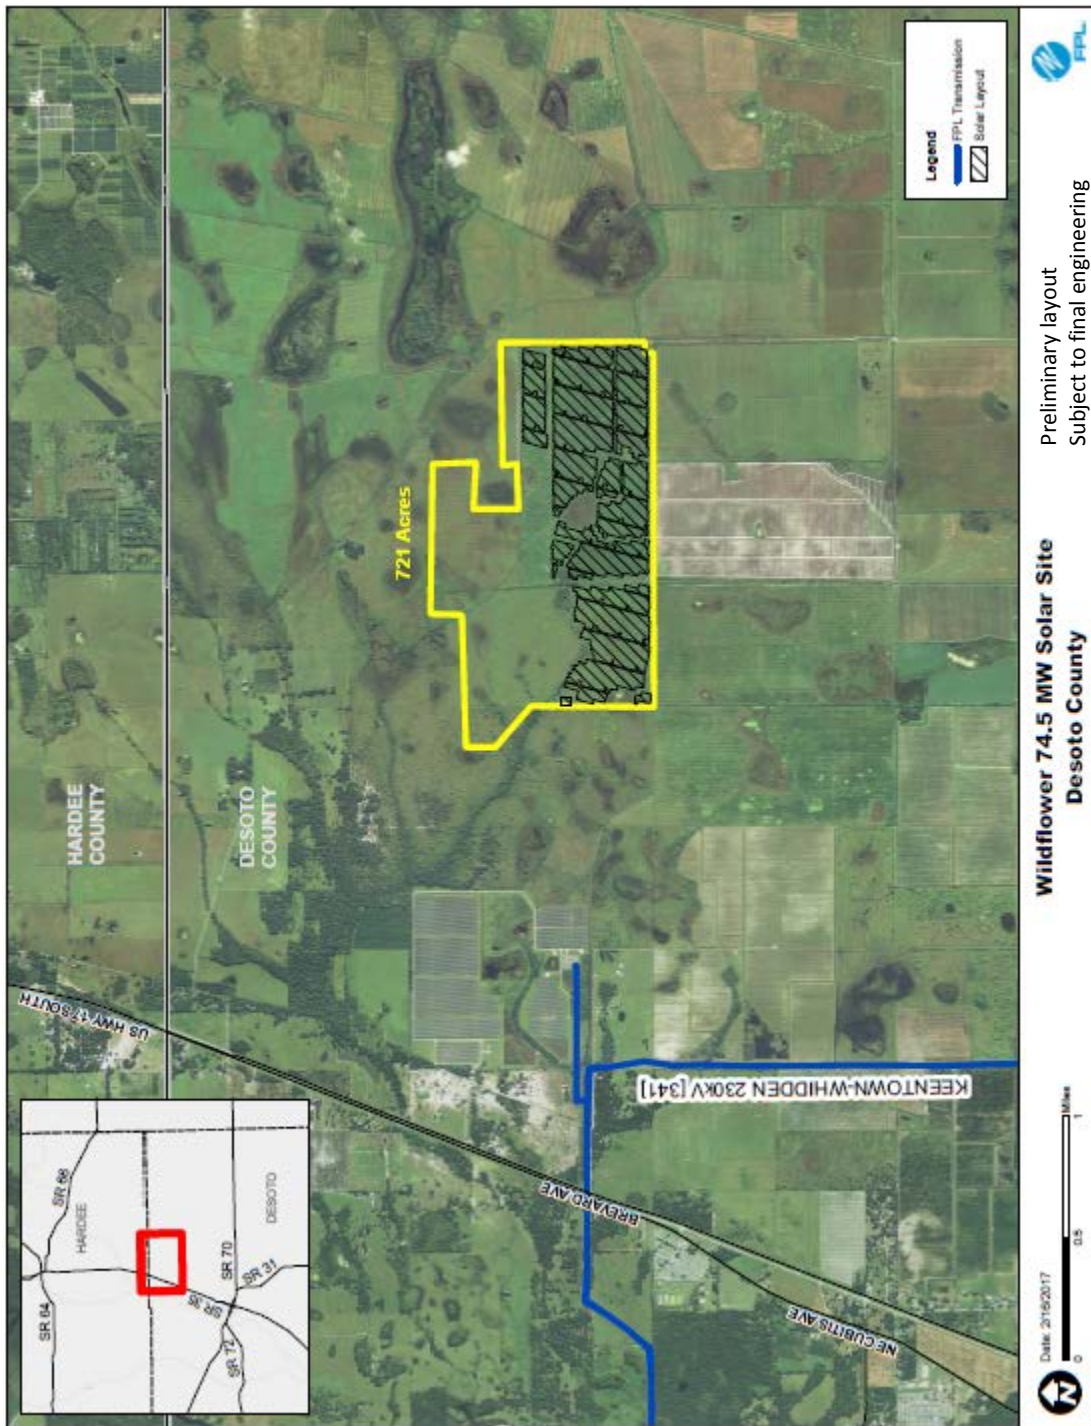 SR 64
SR 66
HARDEE
SR 35
SR 70
SR 72
SR 31
DESOTO
US HWY 17 SOUTH
HARDEE
COUNTY
DESOTO
COUNTY
721 Acres
BREVARD AVE
KEENTOWN-WHIDDEN 230kV [341]
NE CUBITIS AVE
Legend
FPL Transmission
Solar Layout
N
Date: 2/16/2017
0 0.5 1
Miles
Wildflower 74.5 MW Solar Site
Desoto County
Preliminary layout
Subject to final engineering
FPL